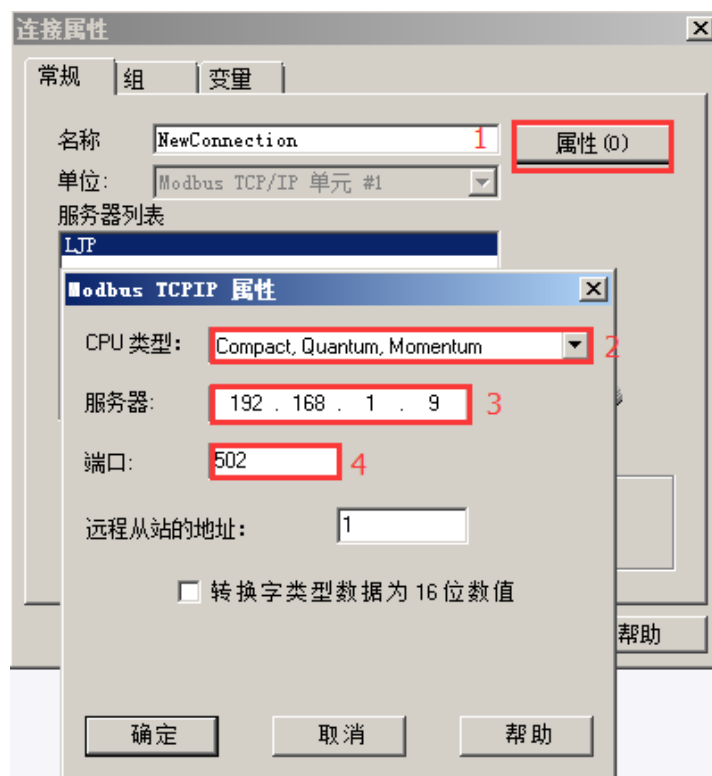 连接属性
常规 组 变量
名称 NewConnection 1 属性(O)
单位: Modbus TCP/IP 单元 #1
服务器列表
LJP
Modbus TCPIP 属性
CPU 类型: Compact, Quantum, Momentum 2
服务器: 192 . 168 . 1 . 9 3
端口: 502 4
远程从站的地址: 1
转换字类型数据为 16 位数值
帮助
确定 取消 帮助